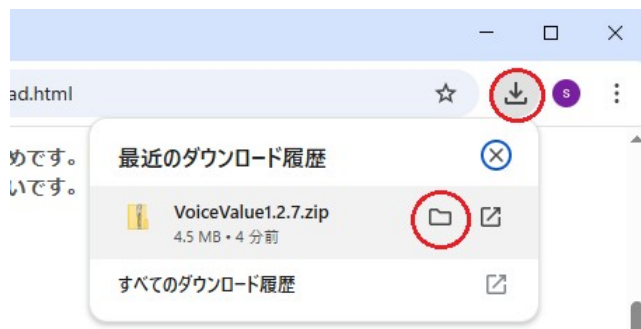 ad.html
s
めです。
いです。
最近のダウンロード履歴
VoiceValue1.2.7.zip
4.5 MB • 4 分前
すべてのダウンロード履歴